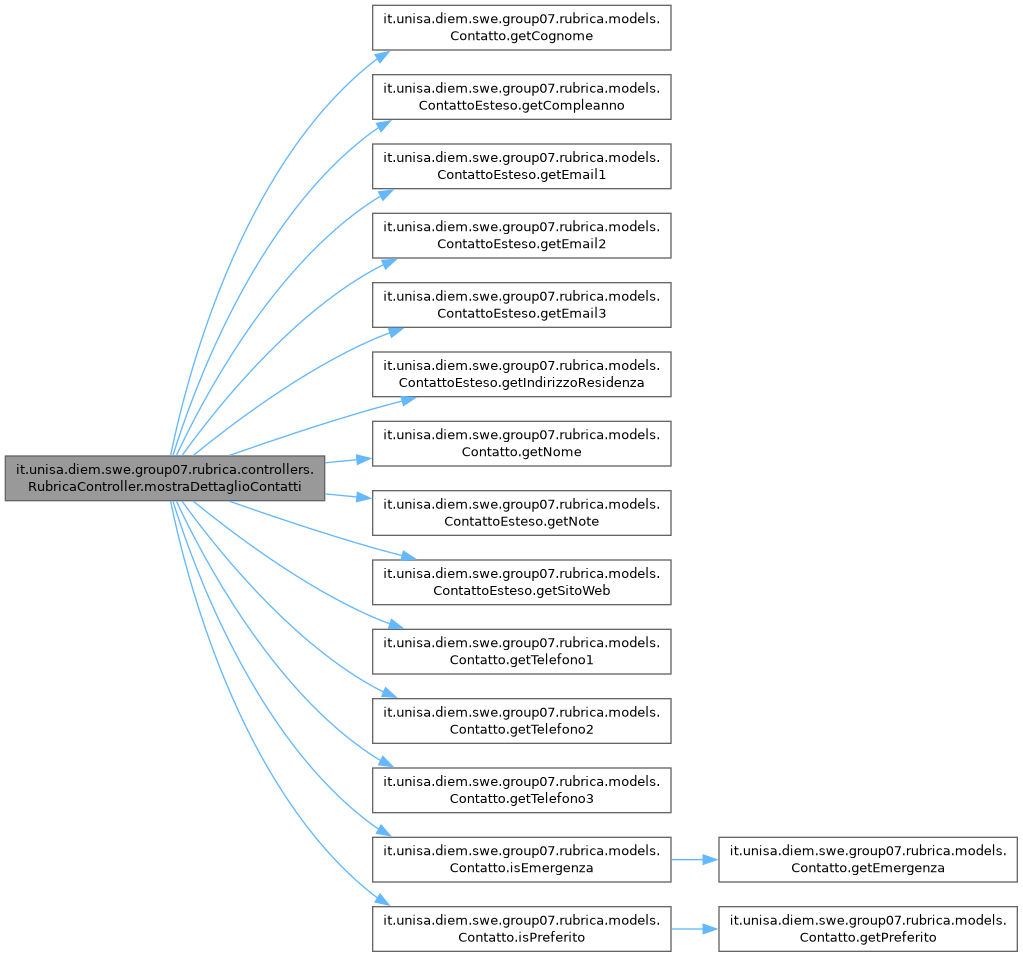 it.unisa.diem.swe.group07.rubrica.models.
Contatto.getCognome
it.unisa.diem.swe.group07.rubrica.models.
ContattoEsteso.getCompleanno
it.unisa.diem.swe.group07.rubrica.models.
ContattoEsteso.getEmail1
it.unisa.diem.swe.group07.rubrica.models.
ContattoEsteso.getEmail2
it.unisa.diem.swe.group07.rubrica.models.
ContattoEsteso.getEmail3
it.unisa.diem.swe.group07.rubrica.models.
ContattoEsteso.getIndirizzoResidenza
it.unisa.diem.swe.group07.rubrica.models.
Contatto.getNome
it.unisa.diem.swe.group07.rubrica.controllers.
RubricaController.mostraDettaglioContatti
it.unisa.diem.swe.group07.rubrica.models.
ContattoEsteso.getNote
it.unisa.diem.swe.group07.rubrica.models.
ContattoEsteso.getSitoWeb
it.unisa.diem.swe.group07.rubrica.models.
Contatto.getTelefono1
it.unisa.diem.swe.group07.rubrica.models.
Contatto.getTelefono2
it.unisa.diem.swe.group07.rubrica.models.
Contatto.getTelefono3
it.unisa.diem.swe.group07.rubrica.models.
Contatto.isEmergenza
it.unisa.diem.swe.group07.rubrica.models.
Contatto.getEmergenza
it.unisa.diem.swe.group07.rubrica.models.
Contatto.isPreferito
it.unisa.diem.swe.group07.rubrica.models.
Contatto.getPreferito